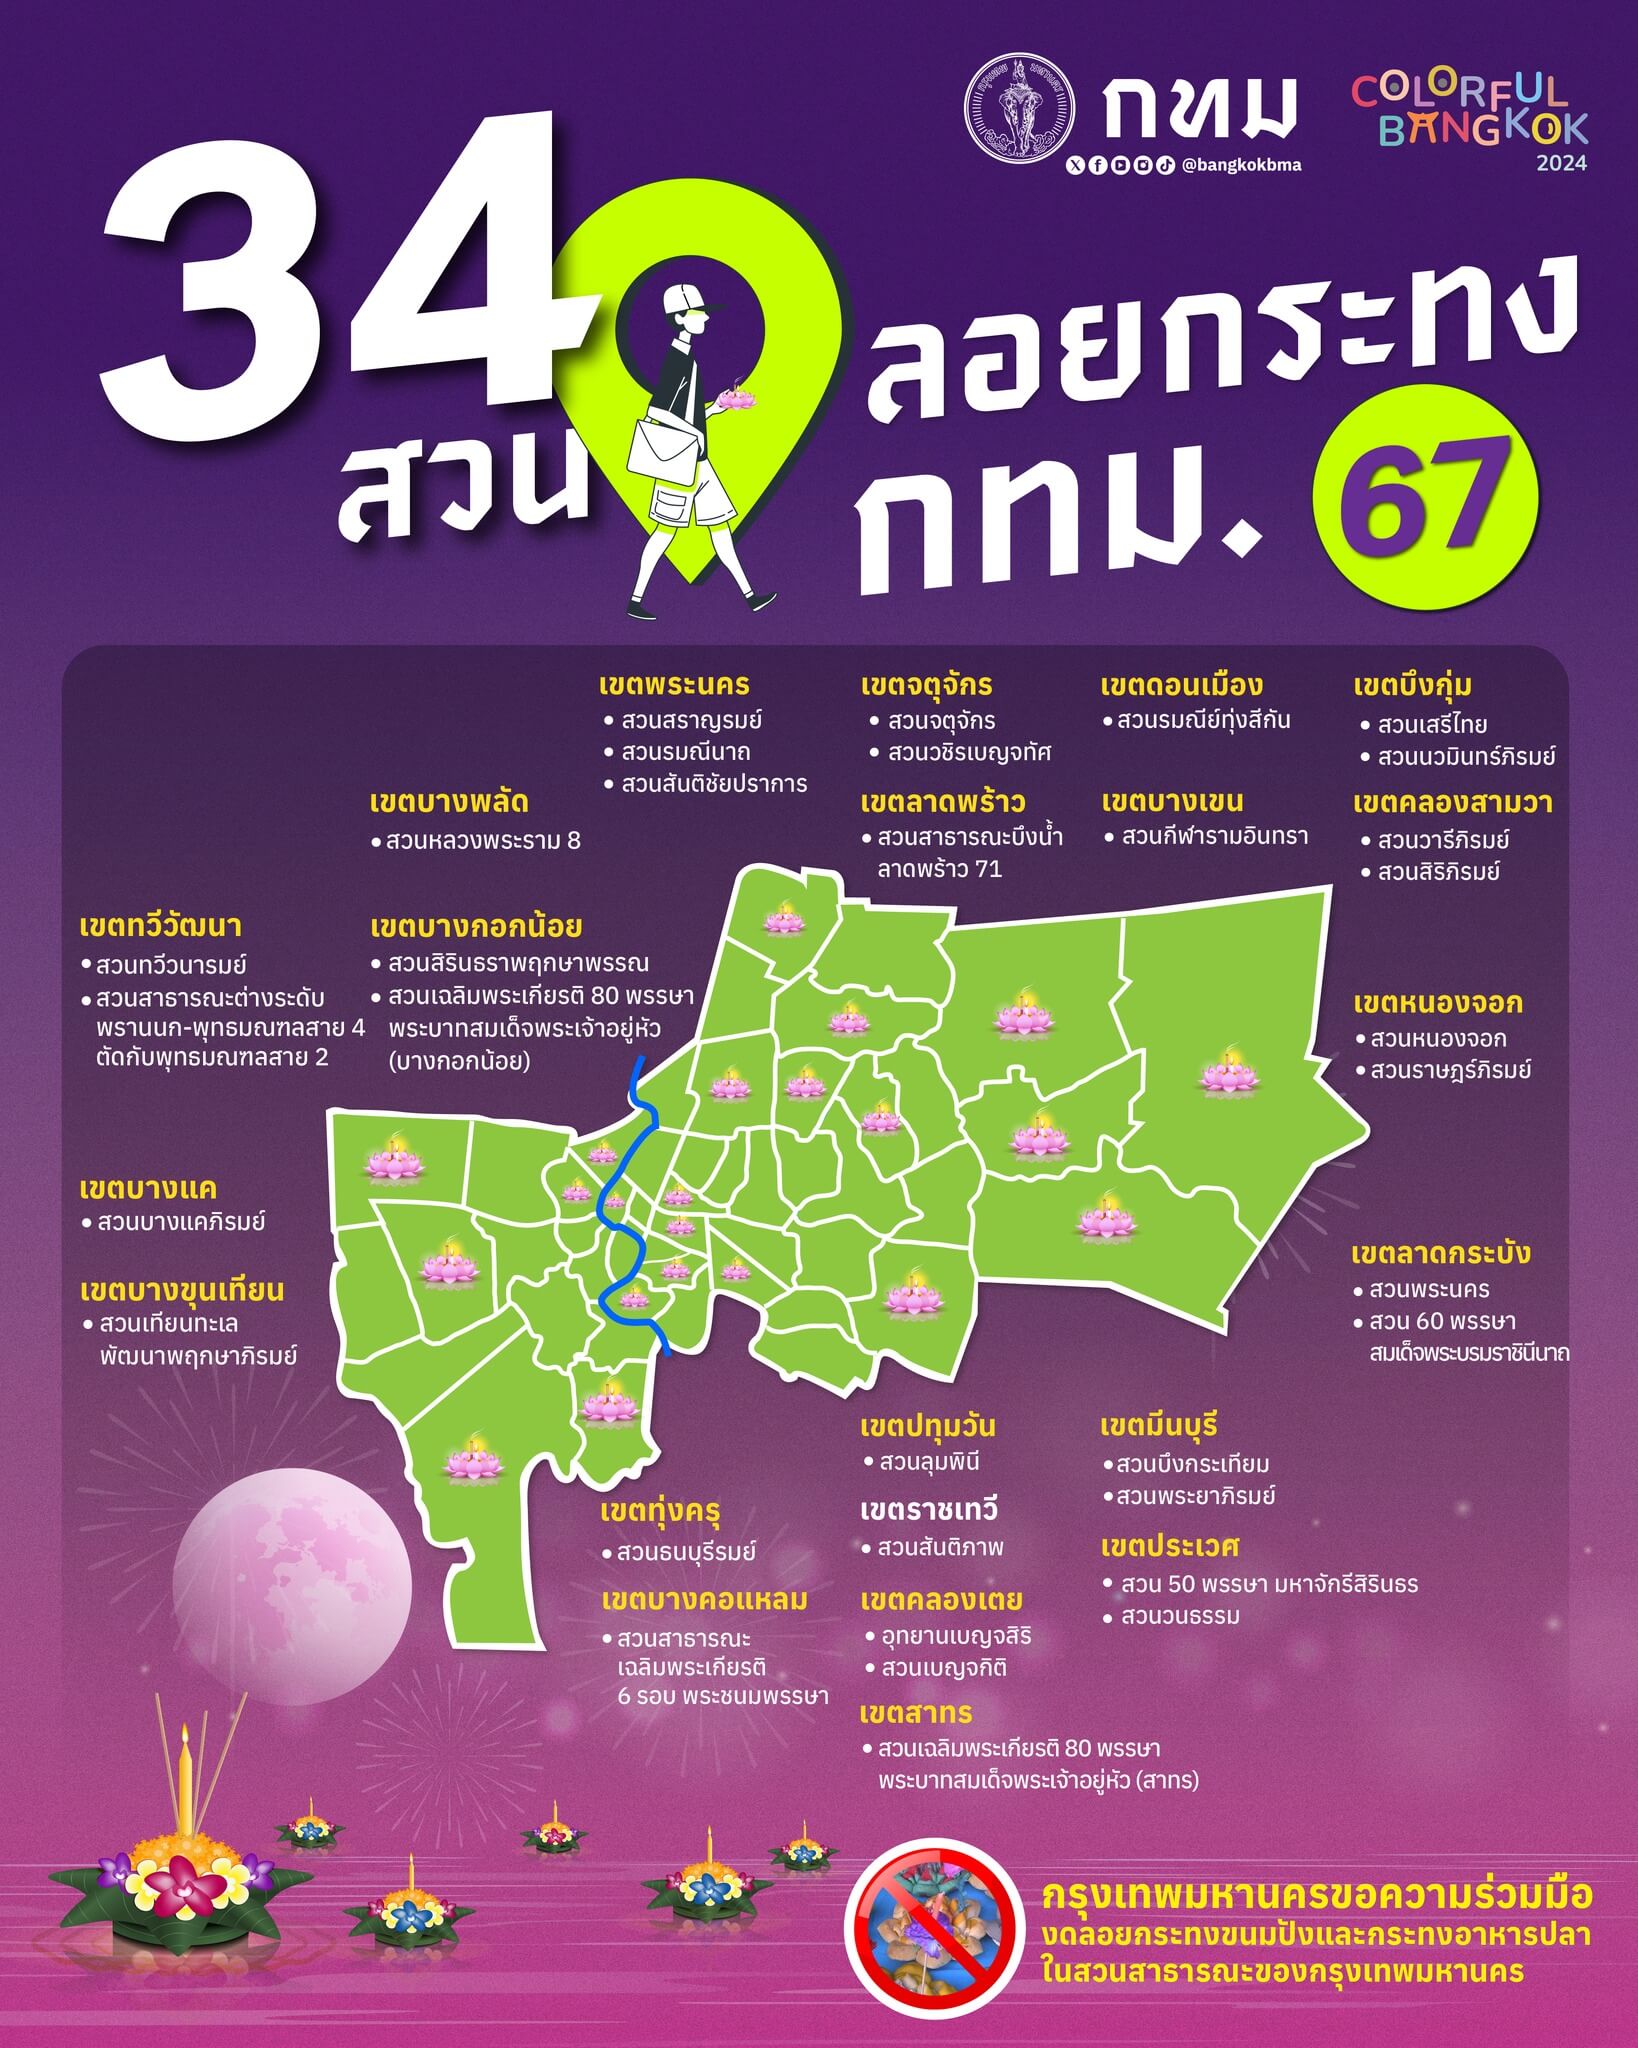 กรุงเทพมหานคร
กทม
@bangkokbma
COLORFUL
BANGKOK
2024
34
สวน
ลอยกระทง
กทม.
67
เขตพระนคร
• สวนสราญรมย์
• สวนรมณีนาถ
• สวนสันติชัยปราการ
เขตจตุจักร
• สวนจตุจักร
• สวนวชิรเบญจทัศ
เขตดอนเมือง
• สวนรมณีย์ทุ่งสีกัน
เขตบึงกุ่ม
• สวนเสรีไทย
• สวนนวมินทร์ภิรมย์
เขตบางพลัด
• สวนหลวงพระราม 8
เขตลาดพร้าว
• สวนสาธารณะบึงน้ำ
ลาดพร้าว 71
เขตบางเขน
• สวนกีฬารามอินทรา
เขตคลองสามวา
• สวนวารีภิรมย์
• สวนสิริภิรมย์
เขตทวีวัฒนา
• สวนทวีวนารมย์
• สวนสาธารณะต่างระดับ
พรานนก-พุทธมณฑลสาย 4
ตัดกับพุทธมณฑลสาย 2
เขตบางกอกน้อย
• สวนสิรินธราพฤกษาพรรณ
• สวนเฉลิมพระเกียรติ 80 พรรษา
พระบาทสมเด็จพระเจ้าอยู่หัว
(บางกอกน้อย)
เขตหนองจอก
• สวนหนองจอก
• สวนราษฎร์ภิรมย์
เขตบางแค
• สวนบางแคภิรมย์
เขตบางขุนเทียน
• สวนเทียนทะเล
พัฒนาพฤกษาภิรมย์
เขตลาดกระบัง
• สวนพระนคร
• สวน 60 พรรษา
สมเด็จพระบรมราชินีนาถ
เขตทุ่งครุ
• สวนธนบุรีรมย์
เขตบางคอแหลม
• สวนสาธารณะ
เฉลิมพระเกียรติ
6 รอบ พระชนมพรรษา
เขตปทุมวัน
• สวนลุมพินี
เขตราชเทวี
• สวนสันติภาพ
เขตคลองเตย
• อุทยานเบญจสิริ
• สวนเบญจกิติ
เขตสาทร
• สวนเฉลิมพระเกียรติ 80 พรรษา
พระบาทสมเด็จพระเจ้าอยู่หัว (สาทร)
เขตมีนบุรี
• สวนบึงกระเทียม
• สวนพระยาภิรมย์
เขตประเวศ
• สวน 50 พรรษา มหาจักรีสิรินธร
• สวนวนธรรม
กรุงเทพมหานครขอความร่วมมือ
งดลอยกระทงขนมปังและกระทงอาหารปลา
ในสวนสาธารณะของกรุงเทพมหานคร